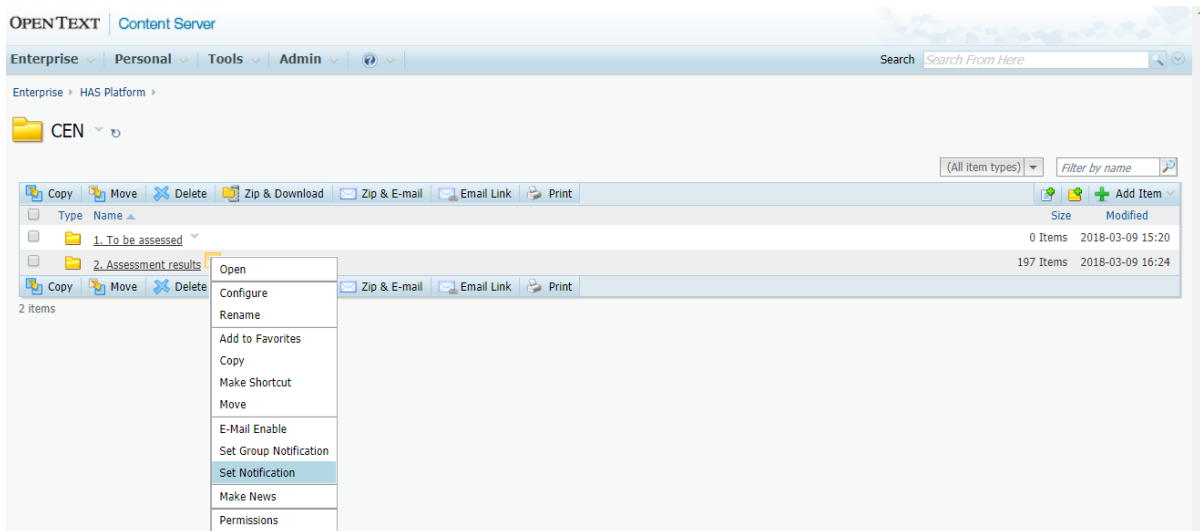 OPENTEXT Content Server
Enterprise Personal Tools Admin Search Search From Here
Enterprise HAS Platform
CEN
(All item types) Filter by name
Copy Move Delete Zip & Download Zip & E-mail Email Link Print Add Item
Type Name Size Modified
1. To be assessed 0 Items 2018-03-09 15:20
2. Assessment results 197 Items 2018-03-09 16:24
Copy Move Delete Zip & E-mail Email Link Print
2 items
Open
Configure
Rename
Add to Favorites
Copy
Make Shortcut
Move
E-Mail Enable
Set Group Notification
Set Notification
Make News
Permissions